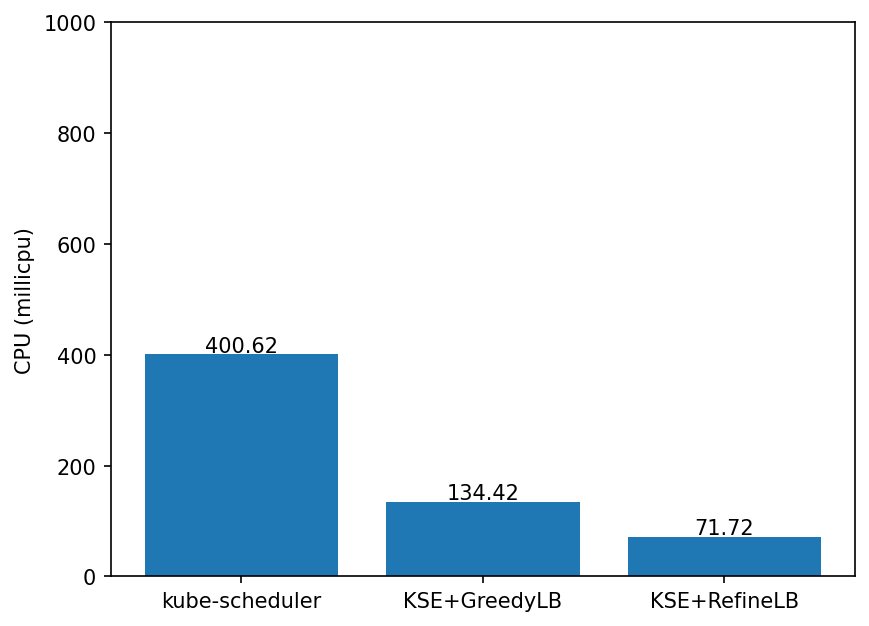 1000
800
600
400
200
0
CPU (millicpu)
400.62
134.42
71.72
kube-scheduler
KSE+GreedyLB
KSE+RefineLB